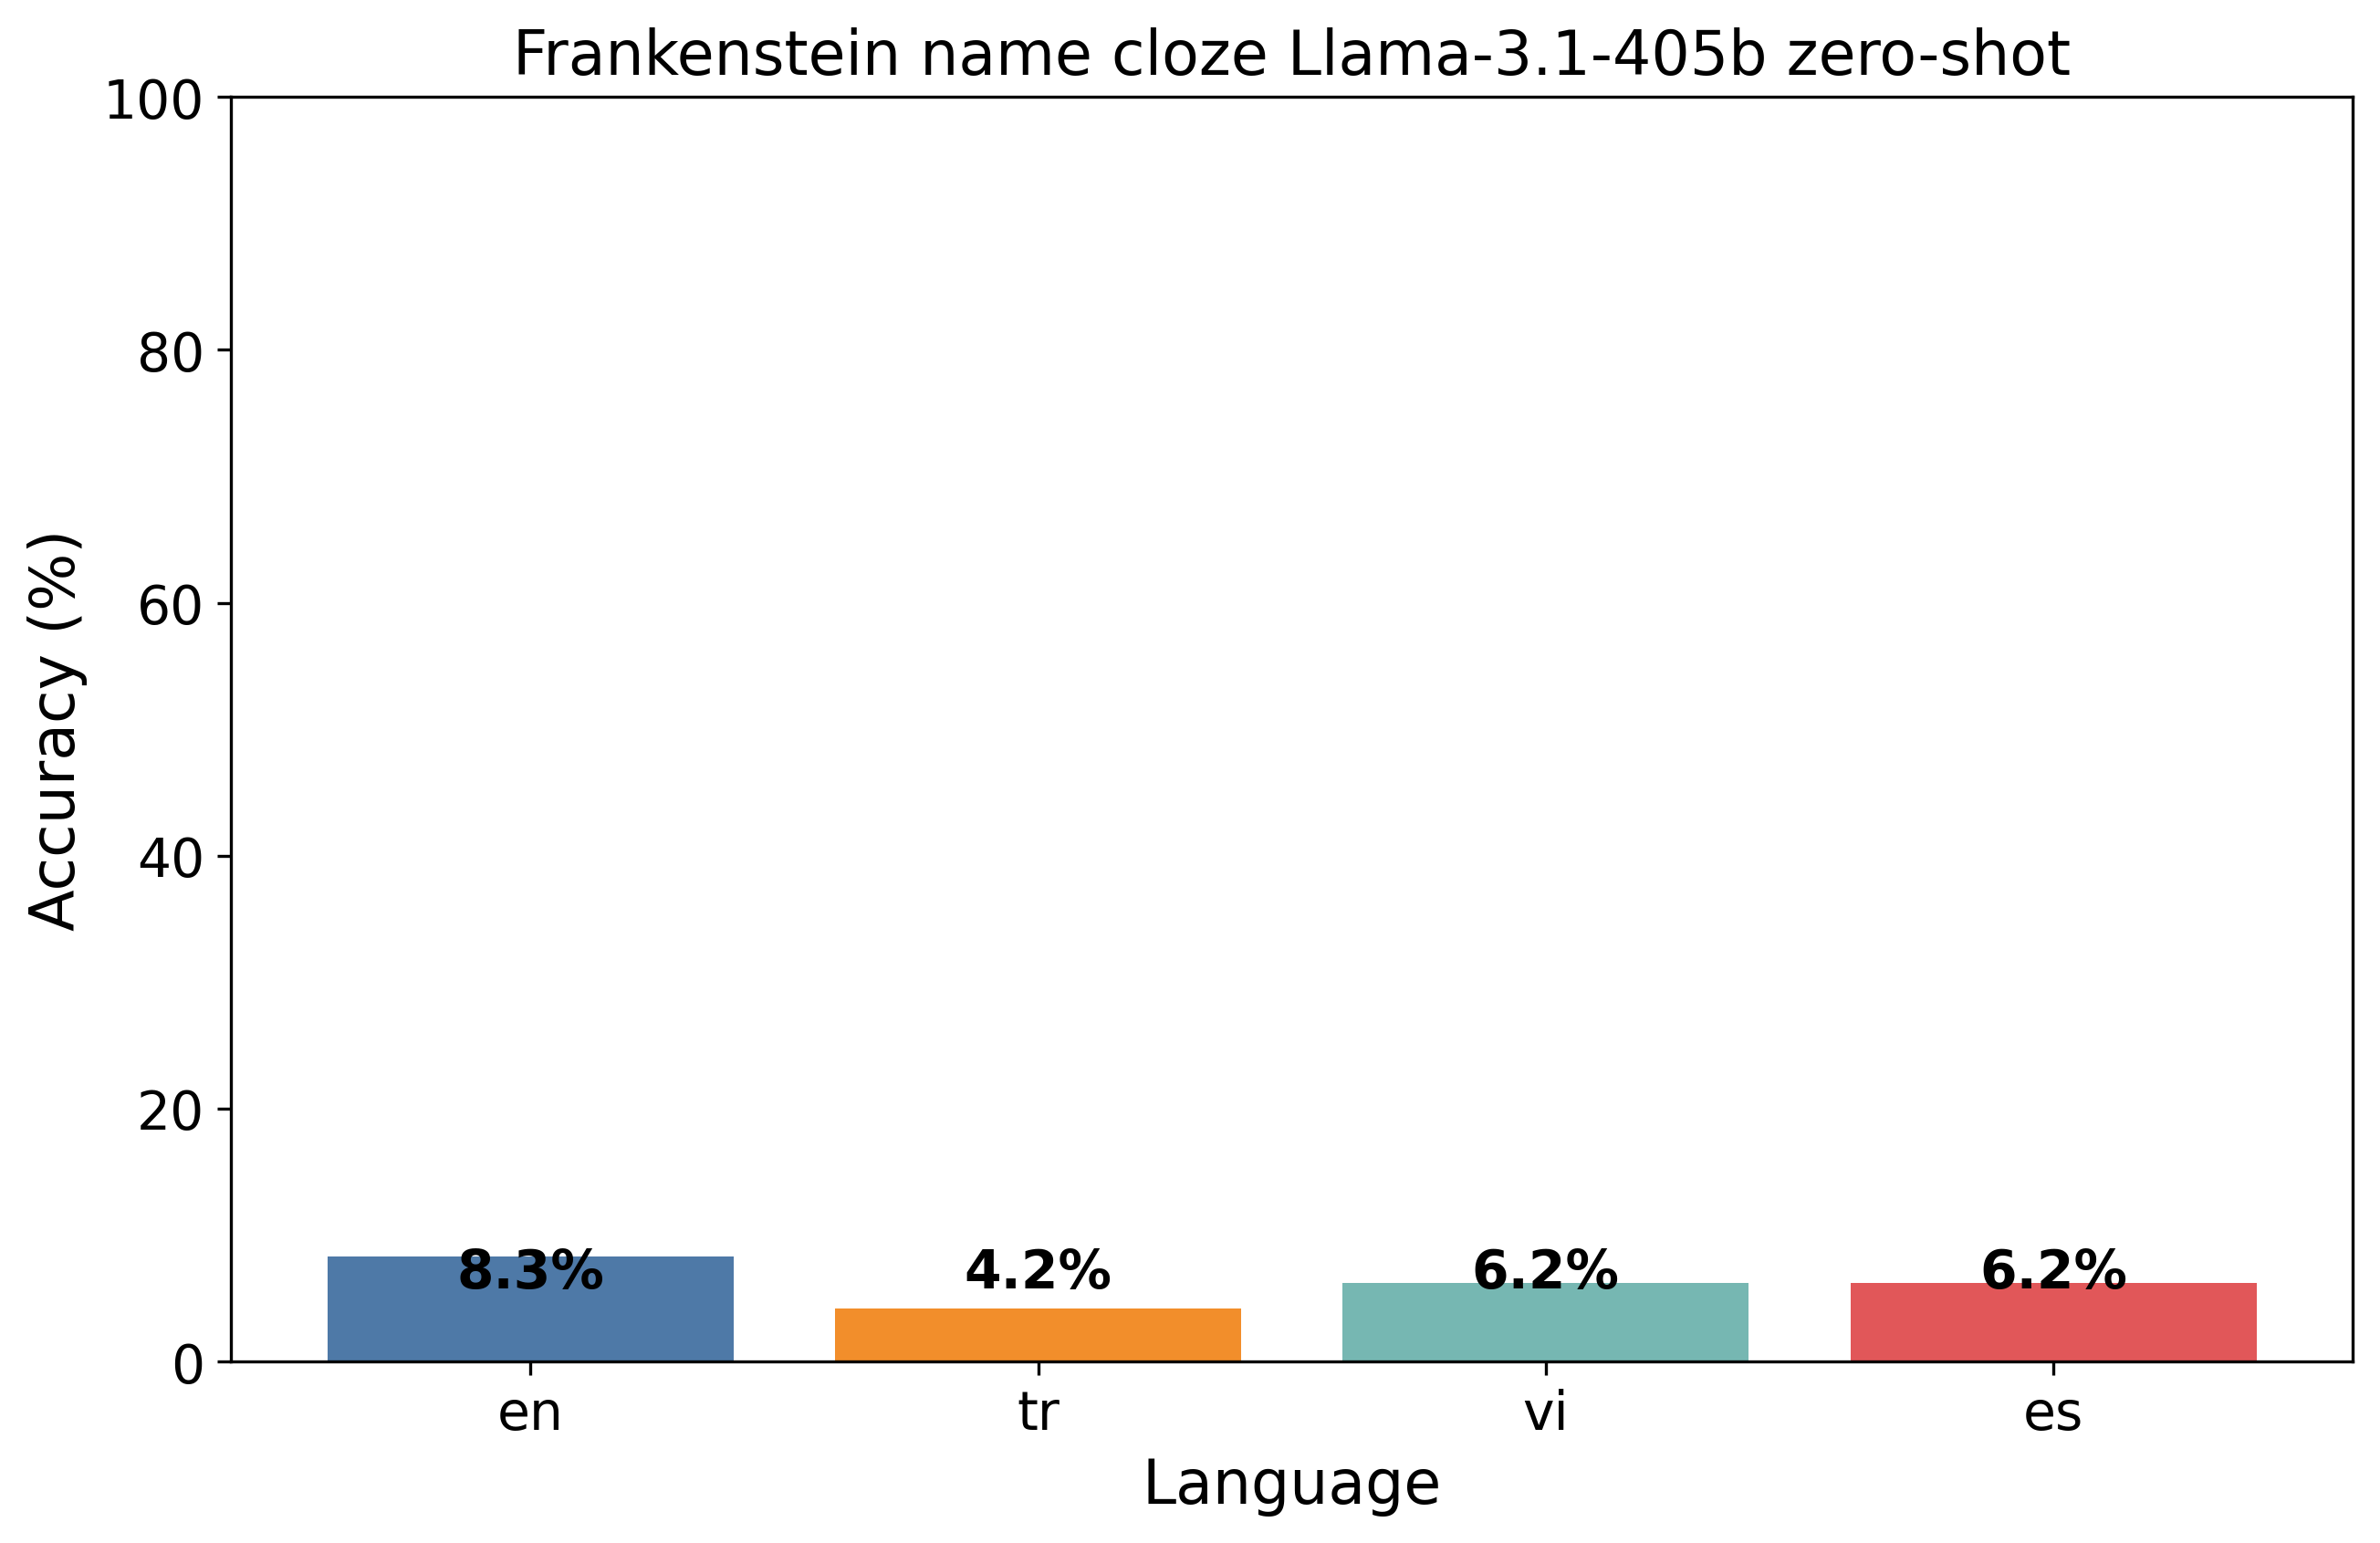 Frankenstein name cloze Llama-3.1-405b zero-shot
Accuracy (%)
100
80
60
40
20
0
8.3%
4.2%
6.2%
6.2%
en
tr
vi
es
Language